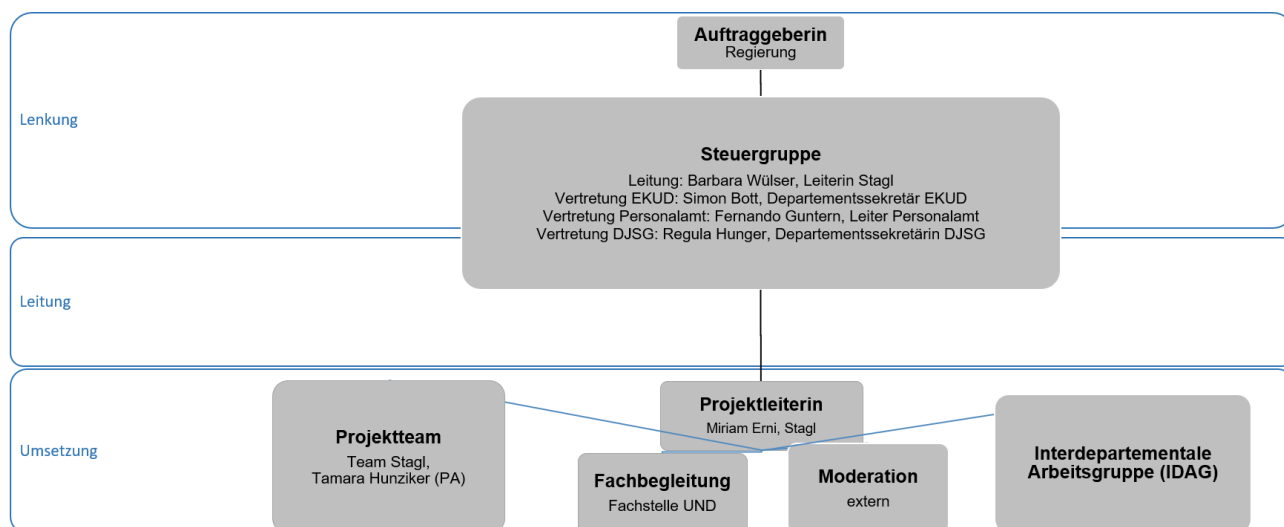 Auftraggeberin
Regierung
Lenkung
Steuergruppe
Leitung: Barbara Wülser, Leiterin Stagl
Vertretung EKUD: Simon Bott, Departementssekretär EKUD
Vertretung Personalamt: Fernando Guntern, Leiter Personalamt
Vertretung DJSG: Regula Hunger, Departementssekretärin DJSG
Leitung
Projektleiterin
Miriam Erni, Stagl
Umsetzung
Projektteam
Team Stagl,
Tamara Hunziker (PA)
Fachbegleitung
Fachstelle UND
Moderation
extern
Interdepartementale
Arbeitsgruppe (IDAG)